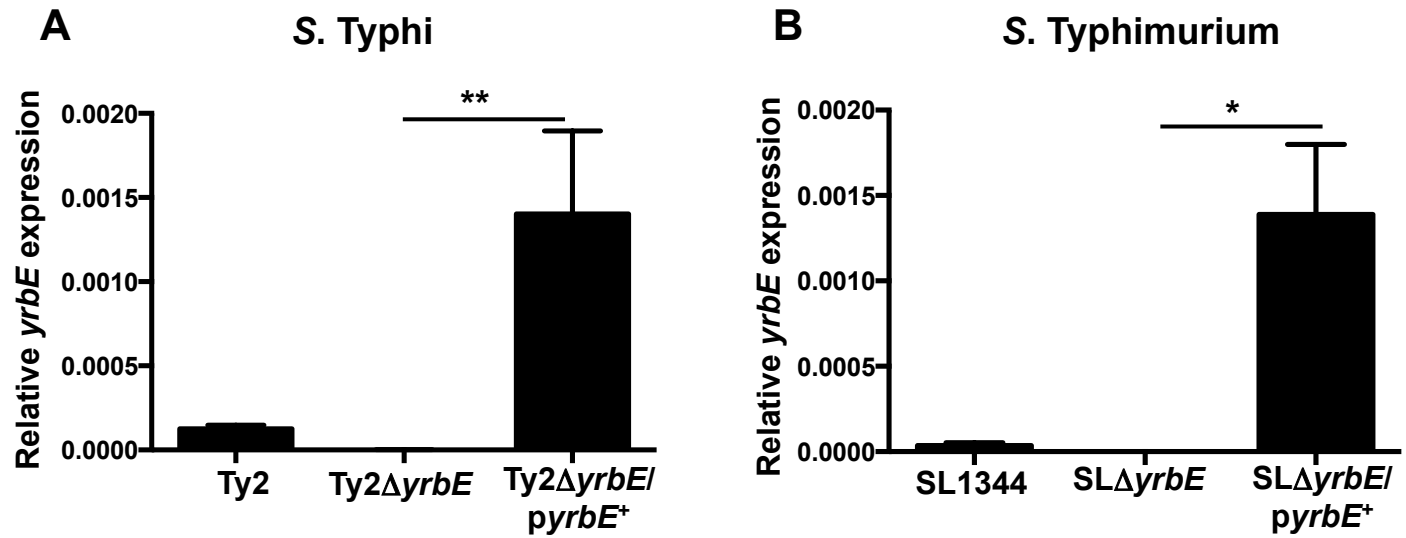 A
S. Typhi
Relative yrbE expression
0.0020
0.0015
0.0010
0.0005
0.0000
**
Ty2
Ty2ΔyrbE
Ty2ΔyrbE/
pyrbE+
B
S. Typhimurium
Relative yrbE expression
0.0020
0.0015
0.0010
0.0005
0.0000
*
SL1344
SLΔyrbE
SLΔyrbE/
pyrbE+